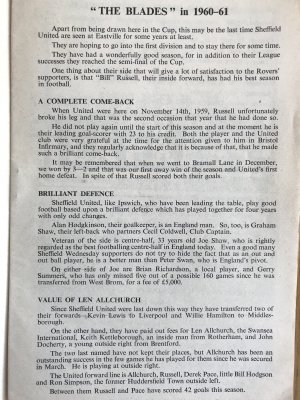 "THE BLADES" in 1960-61
Apart from being drawn here in the Cup, this may be the last time Sheffield
United are seen at Eastville for some years at least.
They are hoping to go into the first division and to stay there for some time.
They have had a wonderfully good season, for in addition to their League
successes they reached the semi-final of the Cup.
One thing about their side that will give a lot of satisfaction to the Rovers'
supporters, is that "Bill" Russell, their inside forward, has had his best season
in football.
A COMPLETE COME-BACK
When United were here on November 14th, 1959, Russell unfortunately
broke his leg and that was the second occasion that year that he had done so.
He did not play again until the start of this season and at the moment he is
their leading goal-scorer with 23 to his credit. Both the player and the United
club were very grateful at the time for the attention given to him in Bristol
Infirmary, and they regularly acknowledge that it is because of that, that he made
such a brilliant come-back.
It may be remembered that when we went to Bramall Lane in December,
we won by 3—2 and that was our first away win of the season and United's first
home defeat. In spite of that Russell scored both their goals.
BRILLIANT DEFENCE
Sheffield United, like Ipswich, who have been leading the table, play good
football based upon a brilliant defence which has played together for four years
with only odd changes.
Alan Hodgkinson, their goalkeeper, is an England man. So, too, is Graham
Shaw, their left-back who partners Cecil Coldwell, Club Captain.
Veteran of the side is centre-half, 33 years old Joe Shaw, who is rightly
regarded as the best footballing centre-half in England today. Even a good many
Sheffield Wednesday supporters do not try to hide the fact that as an out and
out ball player, he is a better man than Peter Swan, who is England's pivot.
On either side of Joe are Brian Richardson, a local player, and Gerry
Summers, who has only missed five out of a possible 160 games since he was
transferred from West Brom, for a fee of £5,000.
VALUE OF LEN ALLCHURCH
Since Sheffield United were last down this way they have transferred two of
their forwards—Kevin Lewis to Liverpool and Willie Hamilton to Middles-
borough.
On the other hand, they have paid out fees for Len Allchurch, the Swansea
International, Keith Kettleborough, an inside man from Rotherham, and John
Docherty, a young outside right from Brentford.
The two last named have not kept their places, but Allchurch has been an
outstanding success in the few games he has played for them since he was secured
in March. He is playing at outside right.
The United forward line is Allchurch, Russell, Derek Pace, little Bill Hodgson
and Ron Simpson, the former Huddersfield Town outside left.
Between them Russell and Pace have scored 42 goals this season.